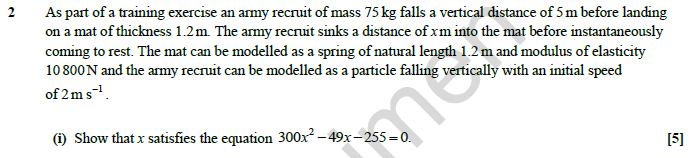 2 As part of a training exercise an army recruit of mass 75 kg falls a vertical distance of 5 m before landing
on a mat of thickness 1.2 m. The army recruit sinks a distance of x m into the mat before instantaneously
coming to rest. The mat can be modelled as a spring of natural length 1.2 m and modulus of elasticity
10 800 N and the army recruit can be modelled as a particle falling vertically with an initial speed
of 2 m s⁻¹.
(i) Show that x satisfies the equation 300x² − 49x − 255 = 0. [5]